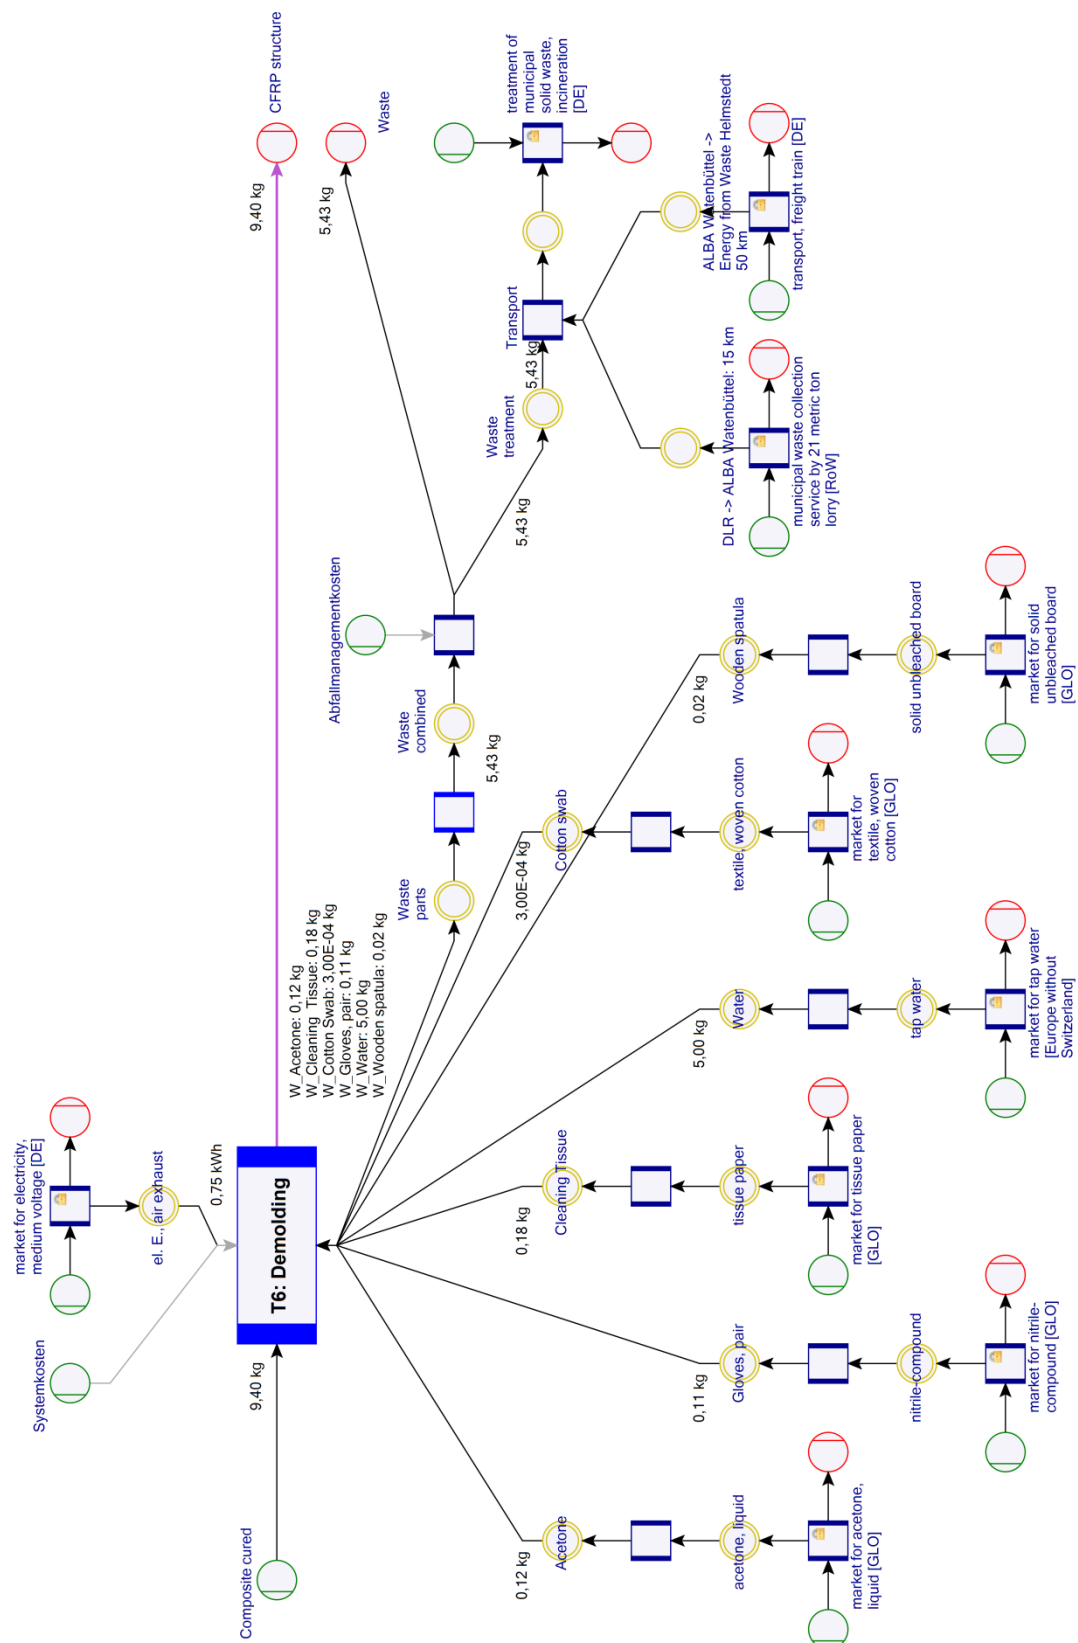 Systemkosten
market for electricity,
medium voltage [DE]
el. E., air exhaust
0,75 kWh
Composite cured
9,40 kg
T6: Demolding
9,40 kg
CFRP structure
W_Acetone: 0,12 kg
W_Cleaning Tissue: 0,18 kg
W_Cotton Swab: 3,00E-04 kg
W_Gloves, pair: 0,11 kg
W_Water: 5,00 kg
W_Wooden spatula: 0,02 kg
Waste
parts
5,43 kg
Waste
combined
Abfallmanagementkosten
5,43 kg
Waste
5,43 kg
Waste
treatment
5,43 kg
Transport
treatment of
municipal
solid waste,
incineration
[DE]
DLR -> ALBA Watenbüttel: 15 km
municipal waste collection
service by 21 metric ton
lorry [RoW]
ALBA Watenbüttel ->
Energy from Waste Helmstedt
50 km
transport, freight train [DE]
0,12 kg
Acetone
acetone, liquid
market for acetone,
liquid [GLO]
0,11 kg
Gloves, pair
nitrile-compound
market for nitrile-
compound [GLO]
0,18 kg
Cleaning Tissue
tissue paper
market for tissue paper
[GLO]
5,00 kg
Water
tap water
market for tap water
[Europe without
Switzerland]
3,00E-04 kg
Cotton swab
textile, woven cotton
market for
textile, woven
cotton [GLO]
0,02 kg
Wooden spatula
solid unbleached board
market for solid
unbleached board
[GLO]